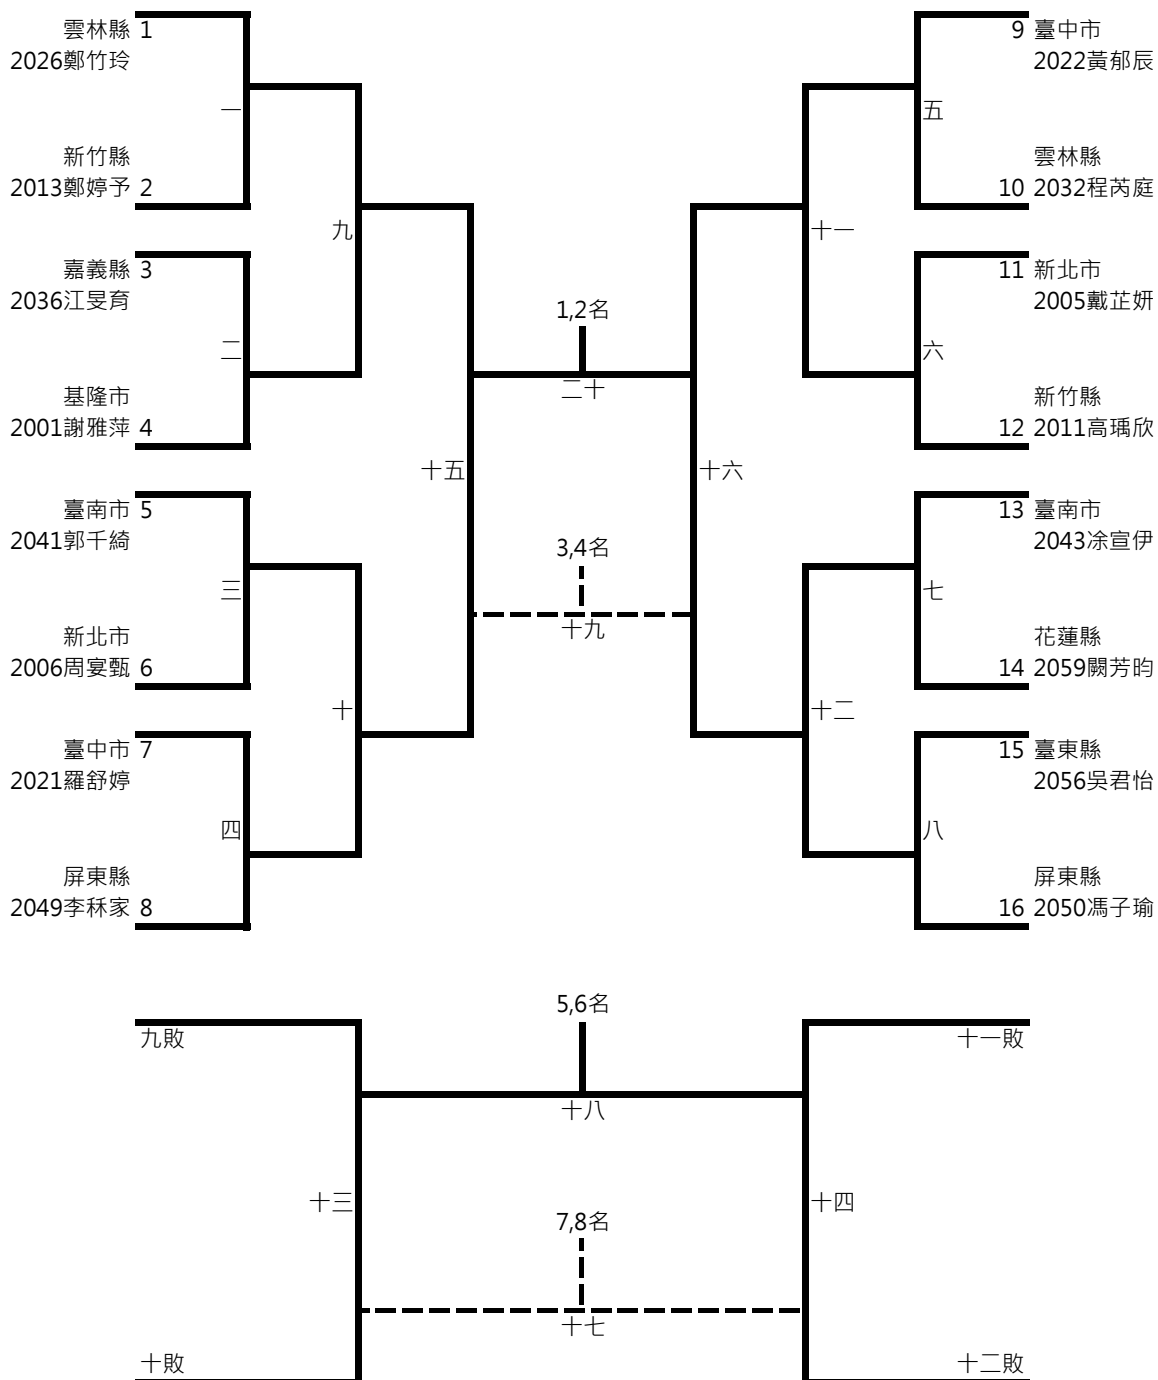 雲林縣 1
2026鄭竹玲
一
新竹縣
2013鄭婷予 2
九
嘉義縣 3
2036江旻育
二
基隆市
2001謝雅萍 4
十五
臺南市 5
2041郭千綺
三
新北市
2006周宴甄 6
十
臺中市 7
2021羅舒婷
四
屏東縣
2049李秝家 8
1,2名
二十
3,4名
十九
9 臺中市
2022黃郁辰
五
雲林縣
10 2032程芮庭
十一
11 新北市
2005戴芷妍
六
新竹縣
12 2011高瑀欣
十六
13 臺南市
2043凃宣伊
七
花蓮縣
14 2059闕芳昀
十二
15 臺東縣
2056吳君怡
八
屏東縣
16 2050馮子瑜
5,6名
九敗
十一敗
十八
十三
十四
7,8名
十七
十敗
十二敗